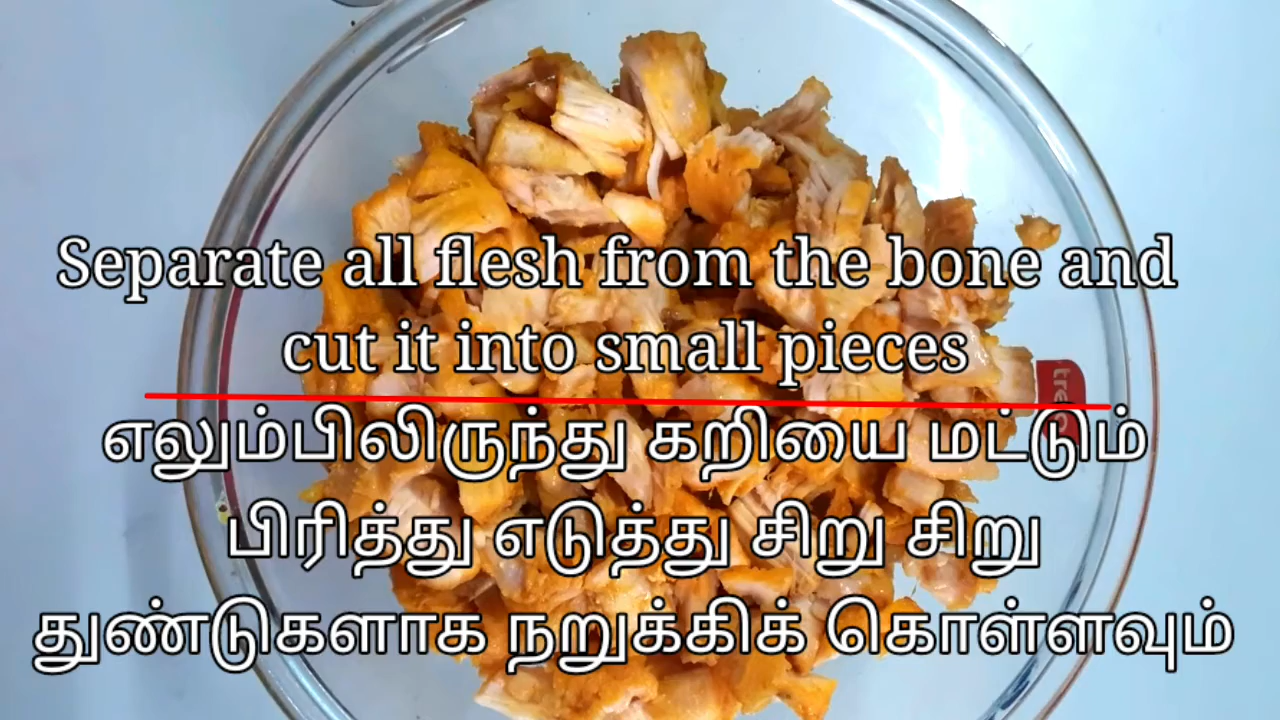 Separate all flesh from the bone and
cut it into small pieces
எலும்பிலிருந்து கறியை மட்டும்
பிரித்து எடுத்து சிறு சிறு
துண்டுகளாக நறுக்கிக் கொள்ளவும்